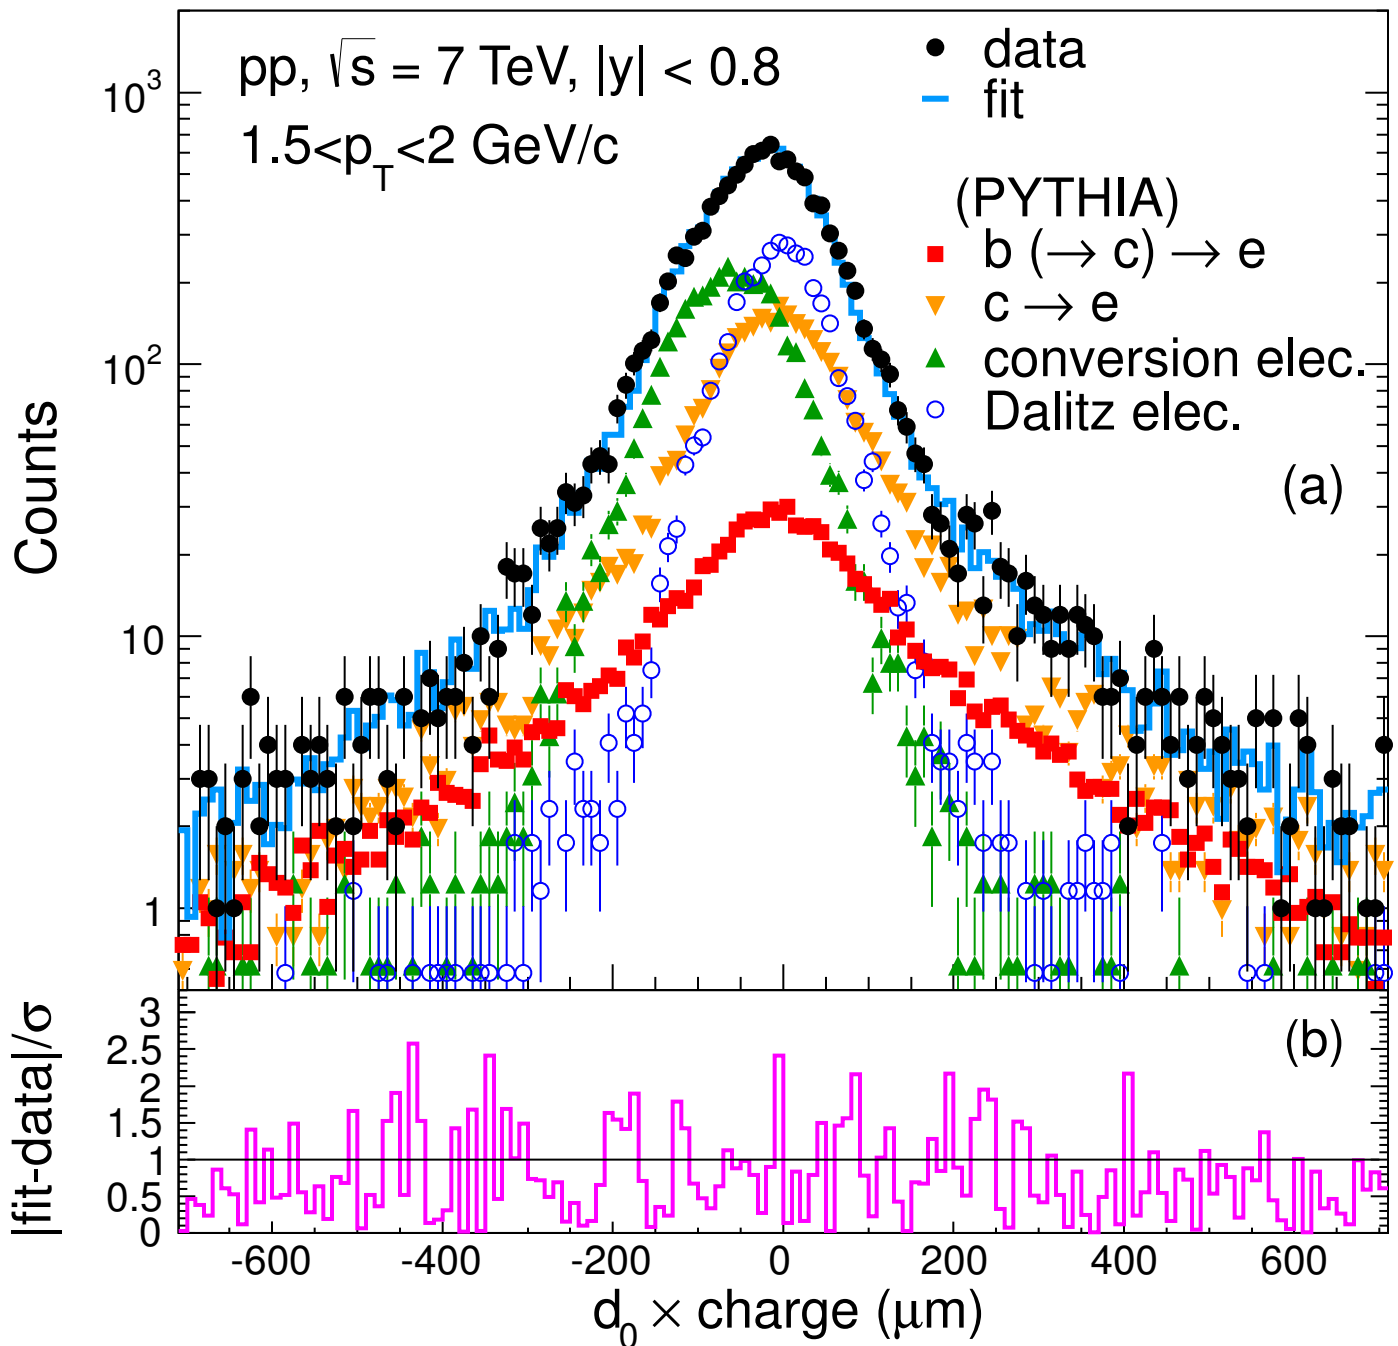 pp, √s = 7 TeV, |y| < 0.8
1.5<p_T<2 GeV/c
data
fit
(PYTHIA)
b (→ c) → e
c → e
conversion elec.
Dalitz elec.
(a)
Counts
10³
10²
10
1
(b)
|fit-data|/σ
3
2.5
2
1.5
1
0.5
0
-600 -400 -200 0 200 400 600
d₀ × charge (μm)